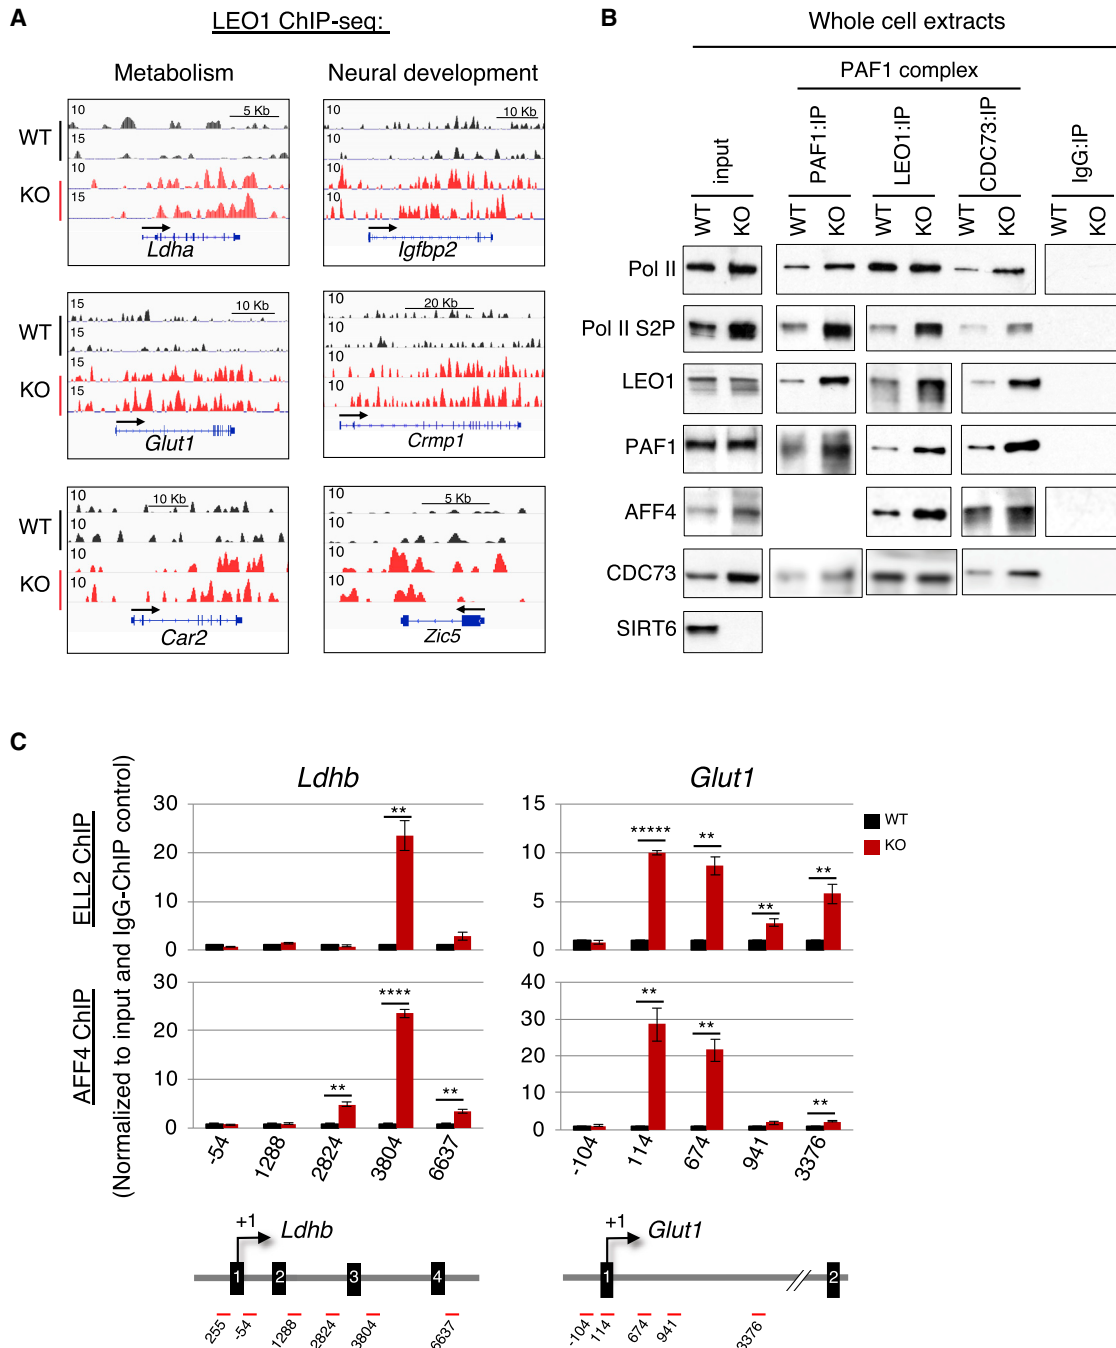 A
LEO1 ChIP-seq:
Metabolism
Neural development
WT
KO
10
15
10
15
5 Kb
Ldha
10
10
10
10
10 Kb
Igfbp2
WT
KO
15
15
15
15
10 Kb
Glut1
10
10
10
10
20 Kb
Crmp1
WT
KO
10
10
10
10
10 Kb
Car2
10
10
10
10
5 Kb
Zic5
B
Whole cell extracts
PAF1 complex
input
PAF1:IP
LEO1:IP
CDC73:IP
IgG:IP
WT KO WT KO WT KO WT KO WT KO
Pol II
Pol II S2P
LEO1
PAF1
AFF4
CDC73
SIRT6
C
(Normalized to input and IgG-ChIP control)
ELL2 ChIP
AFF4 ChIP
Ldhb
30
20
10
0
**
Glut1
15
10
5
0
*****
**
**
**
WT
KO
30
20
10
0
**
****
**
-54 1288 2824 3804 6637
40
30
20
10
0
**
**
**
-104 114 674 941 3376
+1
Ldhb
1 2 3 4
255 -54 1288 2824 3804 6637
+1
Glut1
1 2
-104 114 674 941 3376